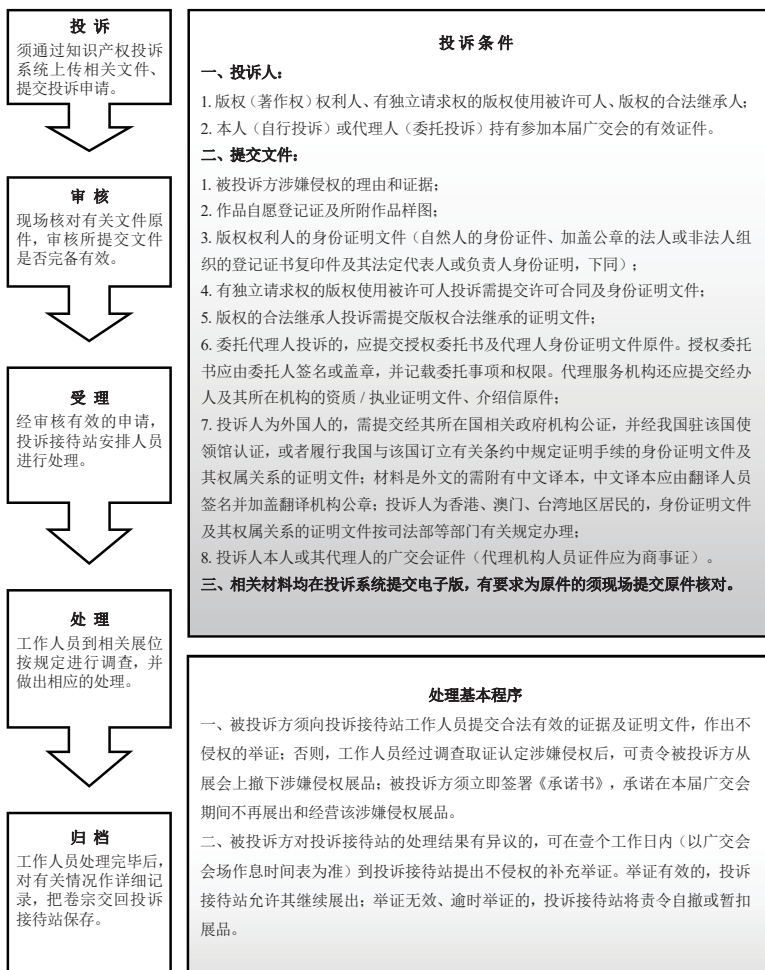 投 诉
须通过知识产权投诉
系统上传相关文件、
提交投诉申请。
审 核
现场核对有关文件原
件，审核所提交文件
是否完备有效。
受 理
经审核有效的申请，
投诉接待站安排人员
进行处理。
处 理
工作人员到相关展位
按规定进行调查，并
做出相应的处理。
归 档
工作人员处理完毕后，
对有关情况作详细记
录，把卷宗交回投诉
接待站保存。
投 诉 条 件
一、投诉人：
1. 版权（著作权）权利人、有独立请求权的版权使用被许可人、版权的合法继承人；
2. 本人（自行投诉）或代理人（委托投诉）持有参加本届广交会的有效证件。
二、提交文件：
1. 被投诉方涉嫌侵权的理由和证据；
2. 作品自愿登记证及所附作品样图；
3. 版权权利人的身份证明文件（自然人的身份证件、加盖公章的法人或非法人组
织的登记证书复印件及其法定代表人或负责人身份证明，下同）；
4. 有独立请求权的版权使用被许可人投诉需提交许可合同及身份证明文件；
5. 版权的合法继承人投诉需提交版权合法继承的证明文件；
6. 委托代理人投诉的，应提交授权委托书及代理人身份证明文件原件。授权委托
书应由委托人签名或盖章，并记载委托事项和权限。代理服务机构还应提交经办
人及其所在机构的资质 / 执业证明文件、介绍信原件；
7. 投诉人为外国人的，需提交经其所在国相关政府机构公证，并经我国驻该国使
领馆认证，或者履行我国与该国订立有关条约中规定证明手续的身份证明文件及
其权属关系的证明文件；材料是外文的需附有中文译本，中文译本应由翻译人员
签名并加盖翻译机构公章；投诉人为香港、澳门、台湾地区居民的，身份证明文件
及其权属关系的证明文件按司法部等部门有关规定办理；
8. 投诉人本人或其代理人的广交会证件（代理机构人员证件应为商事证）。
三、相关材料均在投诉系统提交电子版，有要求为原件的须现场提交原件核对。
处理基本程序
一、被投诉方须向投诉接待站工作人员提交合法有效的证据及证明文件，作出不
侵权的举证；否则，工作人员经过调查取证认定涉嫌侵权后，可责令被投诉方从
展会上撤下涉嫌侵权展品；被投诉方须立即签署《承诺书》，承诺在本届广交会
期间不再展出和经营该涉嫌侵权展品。
二、被投诉方对投诉接待站的处理结果有异议的，可在壹个工作日内（以广交会
会场作息时间表为准）到投诉接待站提出不侵权的补充举证。举证有效的，投诉
接待站允许其继续展出；举证无效、逾时举证的，投诉接待站将责令自撤或暂扣
展品。